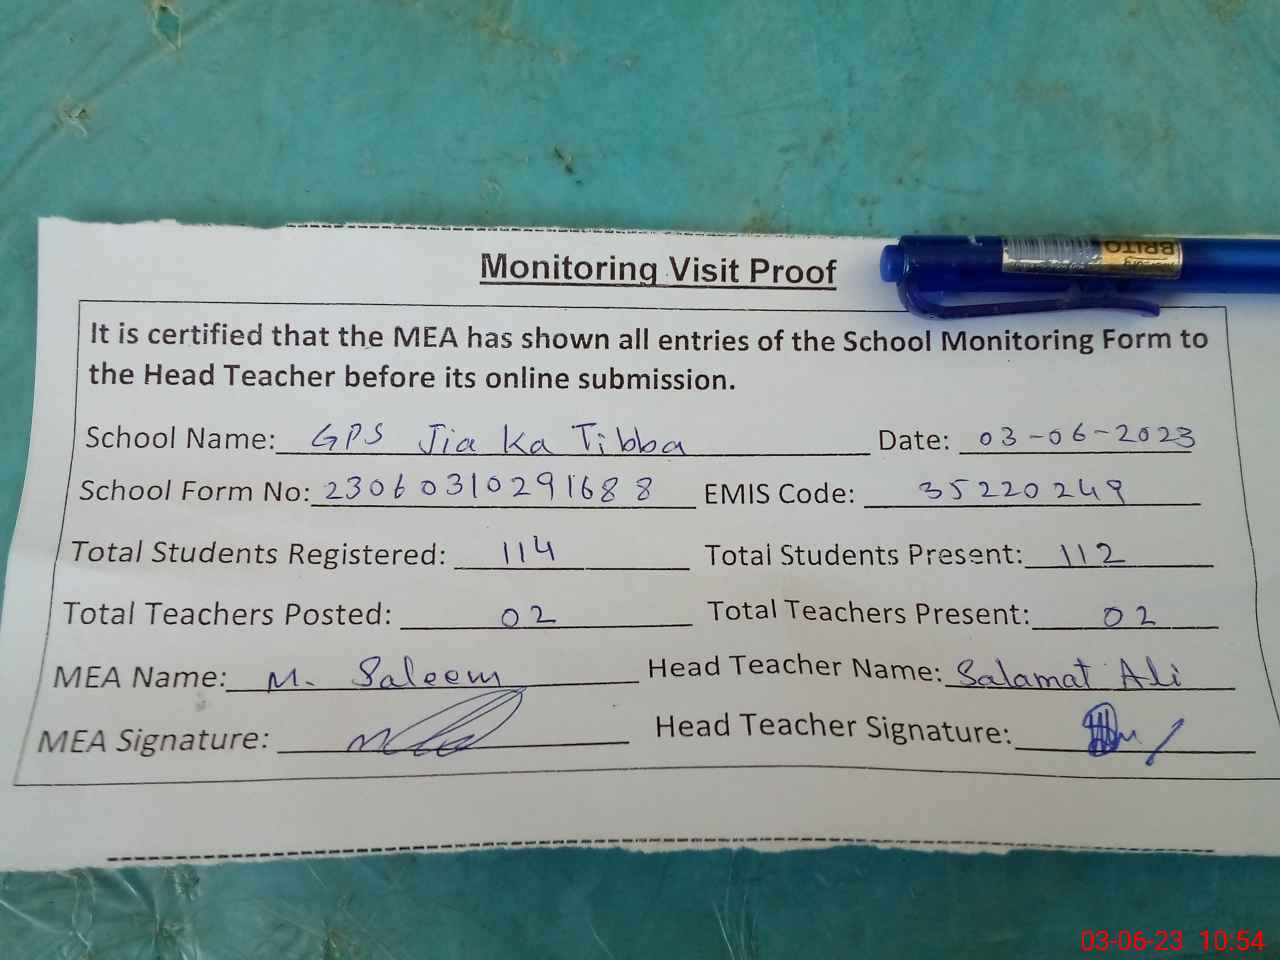 Monitoring Visit Proof
BRITO
It is certified that the MEA has shown all entries of the School Monitoring Form to
the Head Teacher before its online submission.
School Name: GPS Jia Ka Tibba Date: 03-06-2023
School Form No: 23060310291688 EMIS Code: 35220249
Total Students Registered: 114 Total Students Present: 112
Total Teachers Posted: 02 Total Teachers Present: 02
MEA Name: M. Saleem Head Teacher Name: Salamat Ali
MEA Signature: Head Teacher Signature:
03-06-23 10:54